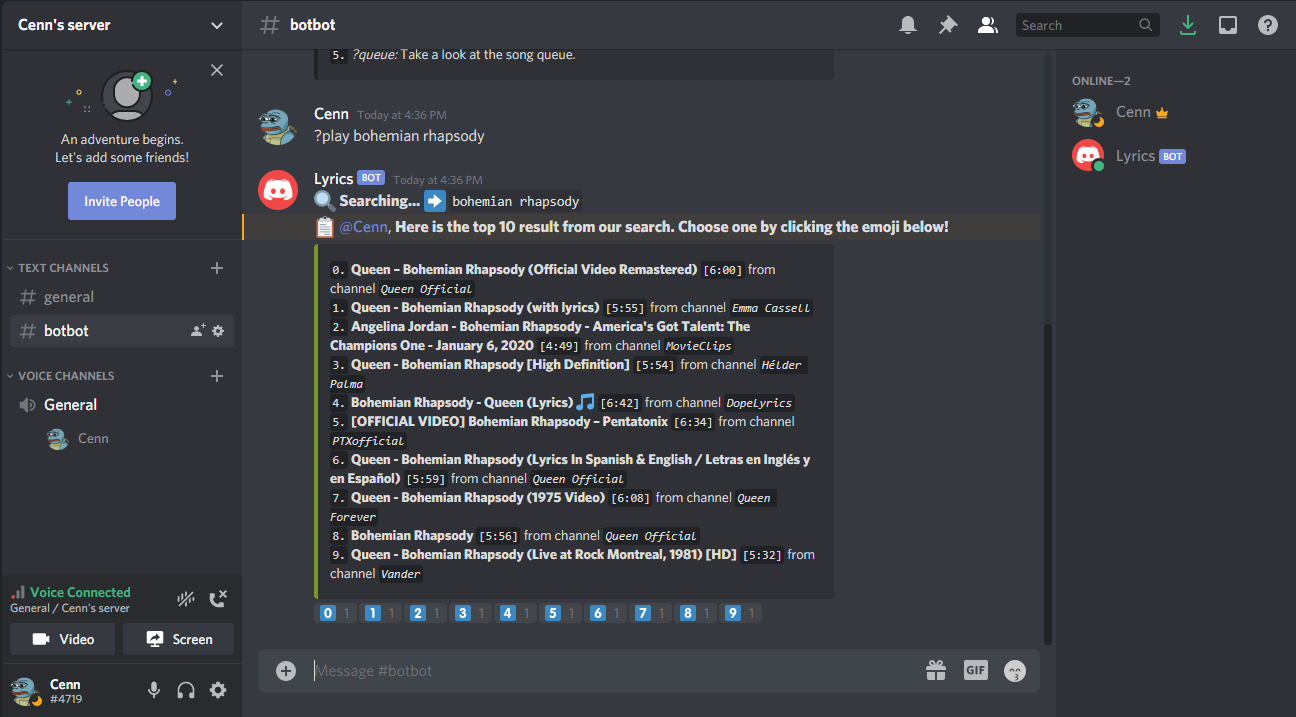 Cenn's server
An adventure begins.
Let's add some friends!
Invite People
TEXT CHANNELS
general
botbot
VOICE CHANNELS
General
Cenn
Voice Connected
General / Cenn's server
Video
Screen
Cenn
#4719
# botbot
Search
5. ?queue: Take a look at the song queue.
Cenn Today at 4:36 PM
?play bohemian rhapsody
Lyrics BOT Today at 4:36 PM
Searching... bohemian rhapsody
@Cenn, Here is the top 10 result from our search. Choose one by clicking the emoji below!
0. Queen – Bohemian Rhapsody (Official Video Remastered) [6:00] from
channel Queen Official
1. Queen - Bohemian Rhapsody (with lyrics) [5:55] from channel Emma Cassell
2. Angelina Jordan - Bohemian Rhapsody - America's Got Talent: The
Champions One - January 6, 2020 [4:49] from channel MovieClips
3. Queen - Bohemian Rhapsody [High Definition] [5:54] from channel Hélder
Palma
4. Bohemian Rhapsody - Queen (Lyrics) 🎵 [6:42] from channel DopeLyrics
5. [OFFICIAL VIDEO] Bohemian Rhapsody – Pentatonix [6:34] from channel
PTXofficial
6. Queen - Bohemian Rhapsody (Lyrics In Spanish & English / Letras en Inglés y
en Español) [5:59] from channel Queen Official
7. Queen - Bohemian Rhapsody (1975 Video) [6:08] from channel Queen
Forever
8. Bohemian Rhapsody [5:56] from channel Queen Official
9. Queen - Bohemian Rhapsody (Live at Rock Montreal, 1981) [HD] [5:32] from
channel Vander
0 1 1 1 2 1 3 1 4 1 5 1 6 1 7 1 8 1 9 1
Message #botbot
GIF
ONLINE—2
Cenn
Lyrics BOT